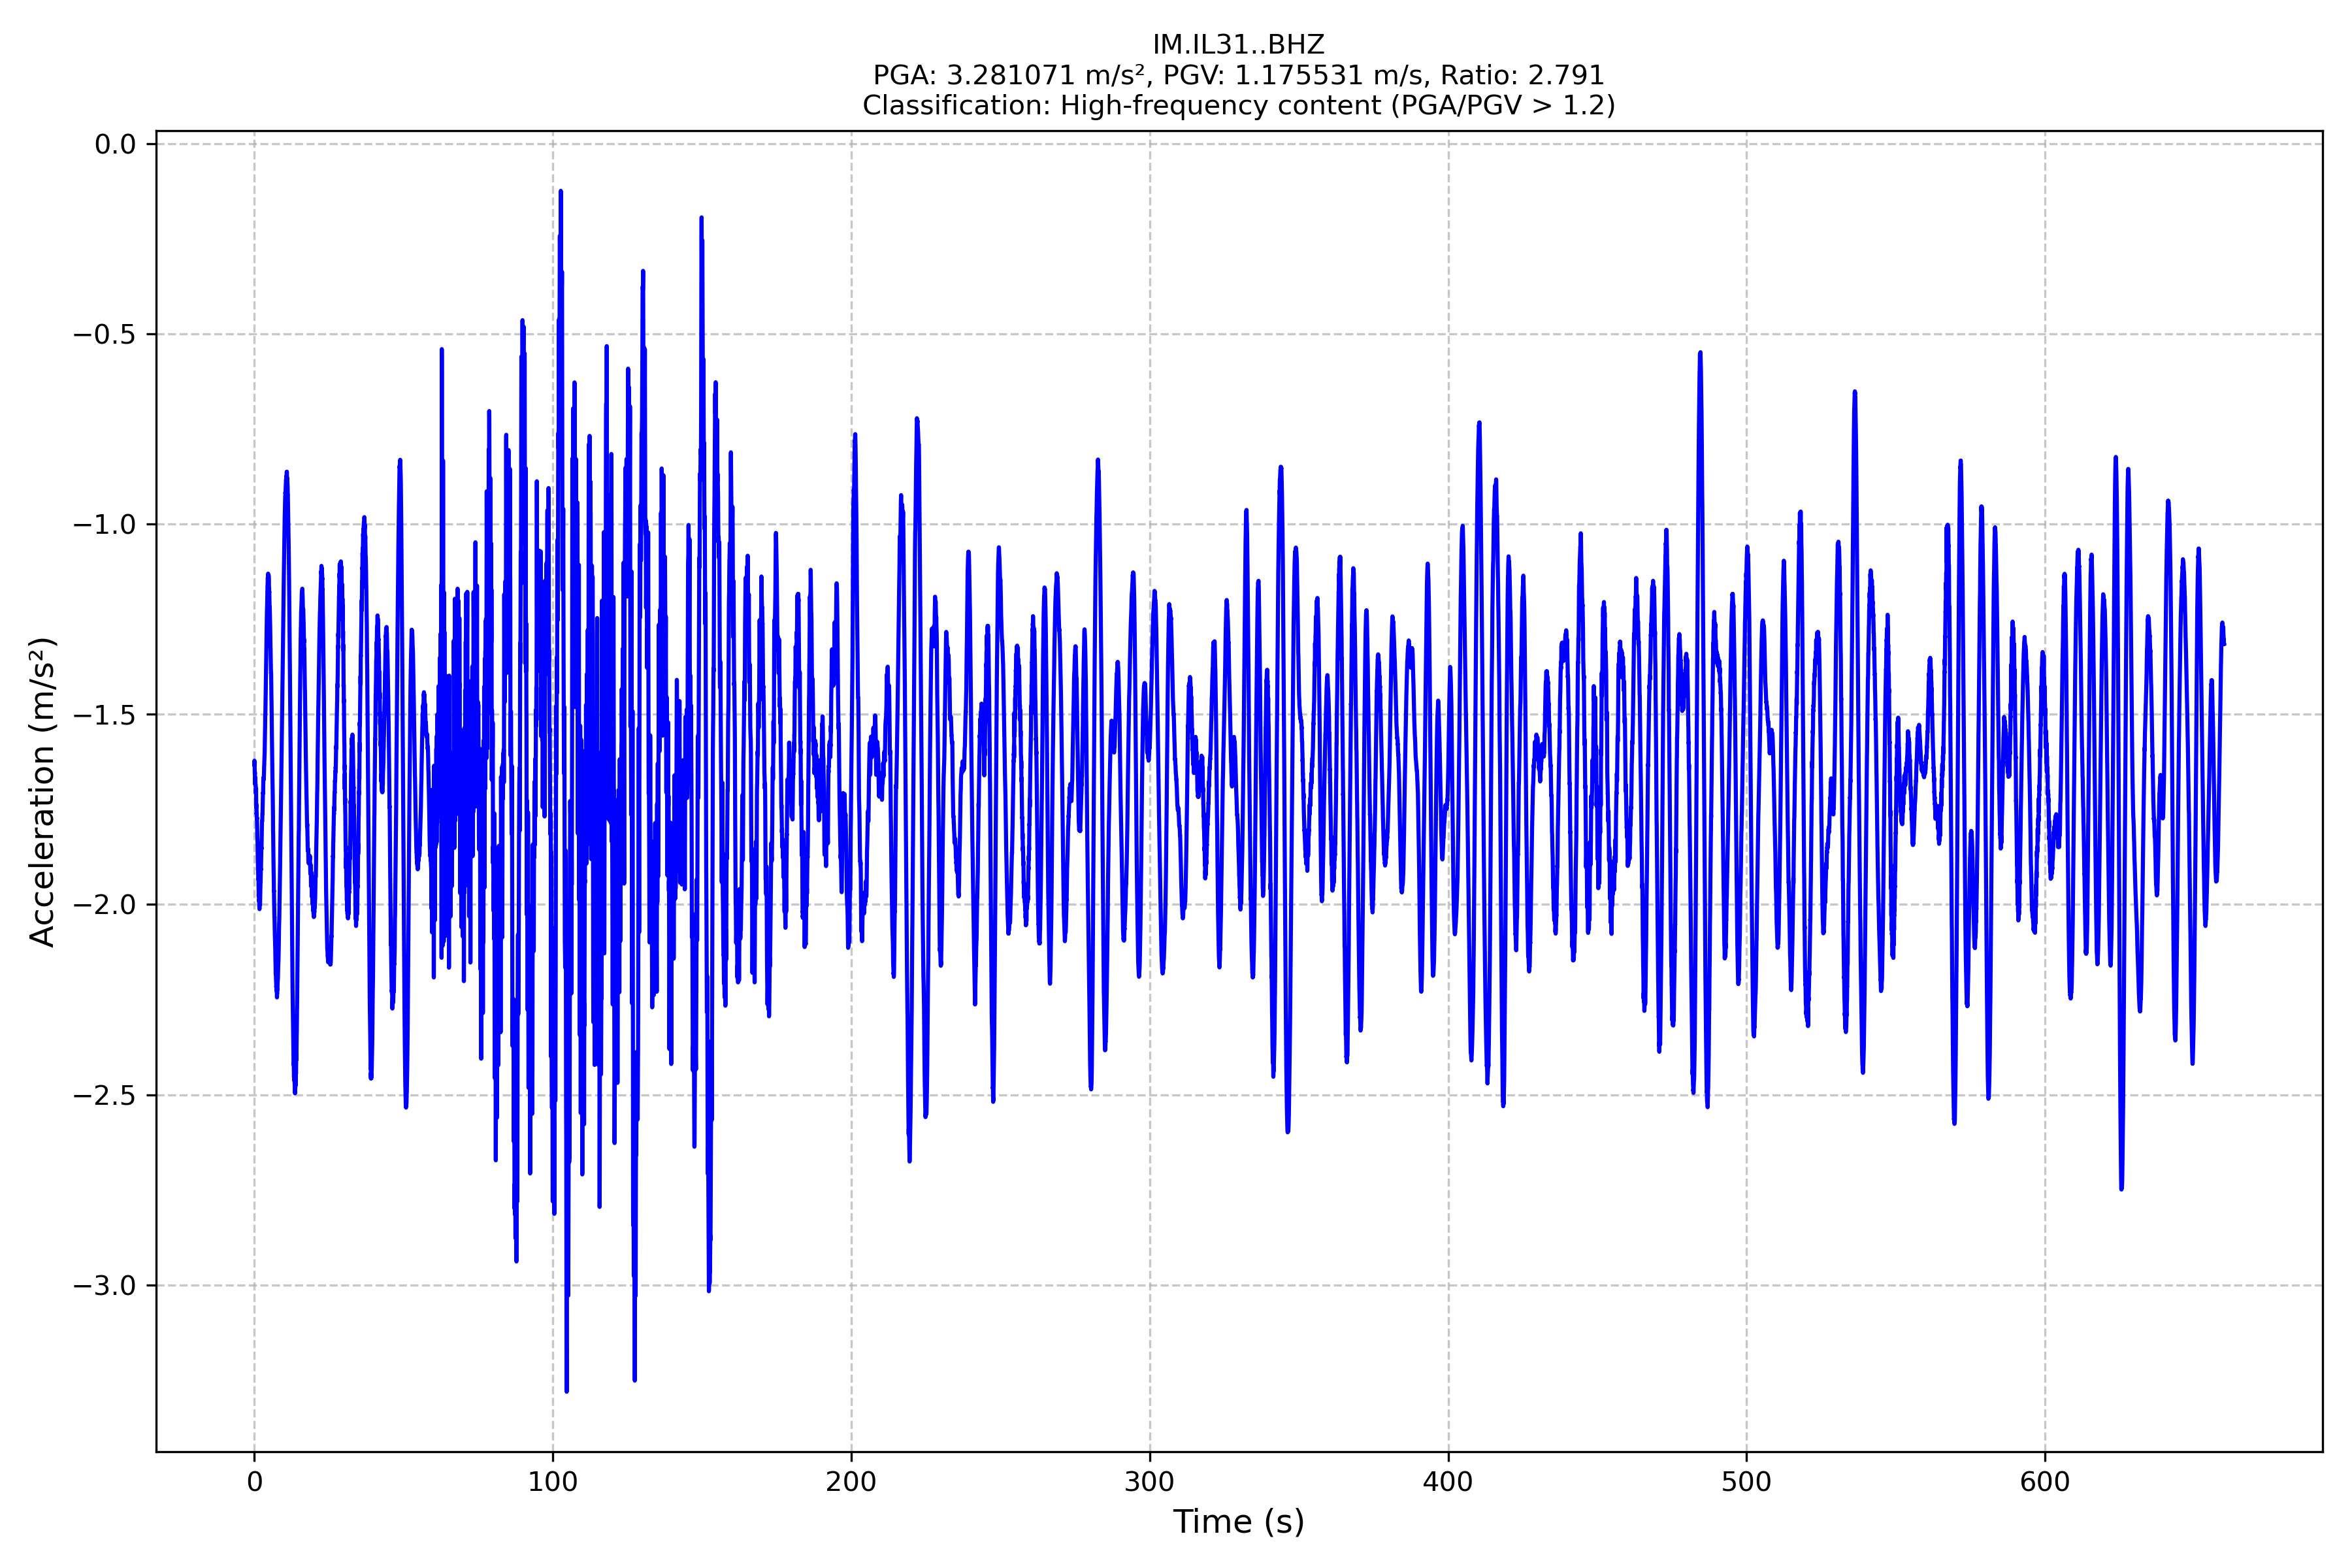 IM.IL31..BHZ
PGA: 3.281071 m/s², PGV: 1.175531 m/s, Ratio: 2.791
Classification: High-frequency content (PGA/PGV > 1.2)
Acceleration (m/s²)
0.0
−0.5
−1.0
−1.5
−2.0
−2.5
−3.0
0 100 200 300 400 500 600
Time (s)